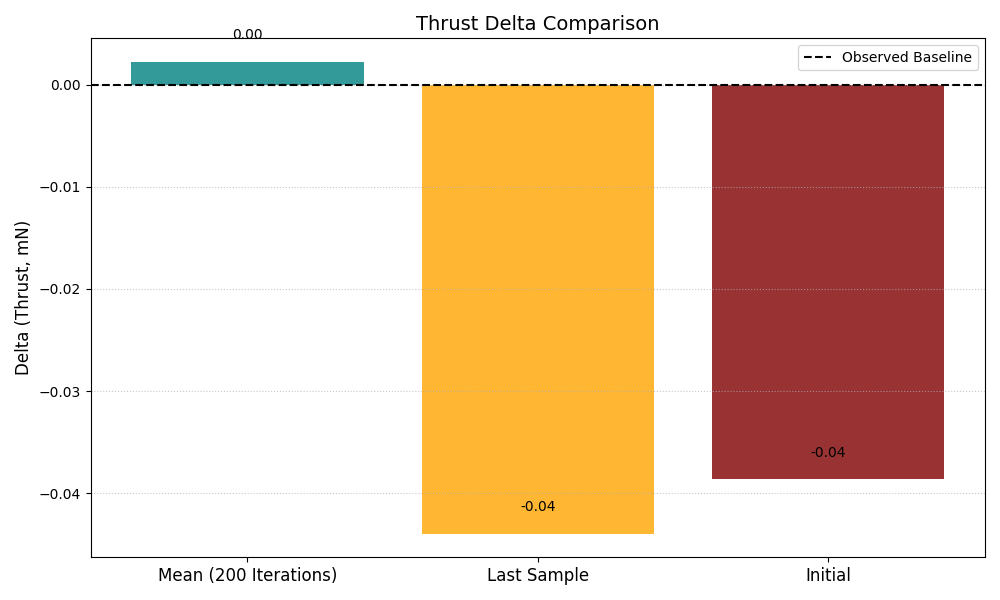 Thrust Delta Comparison
0.00
Observed Baseline
Delta (Thrust, mN)
0.00
−0.01
−0.02
−0.03
−0.04
-0.04
-0.04
Mean (200 Iterations)
Last Sample
Initial